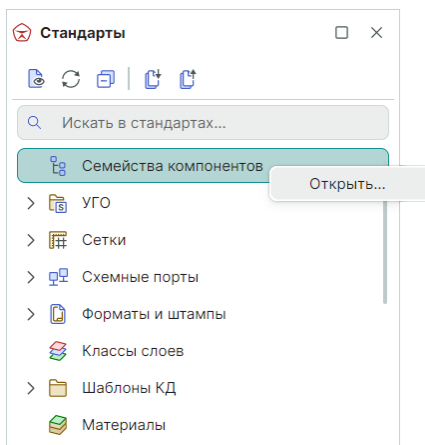 Стандарты
Искать в стандартах...
Семейства компонентов
Открыть...
УГО
Сетки
Схемные порты
Форматы и штампы
Классы слоев
Шаблоны КД
Материалы